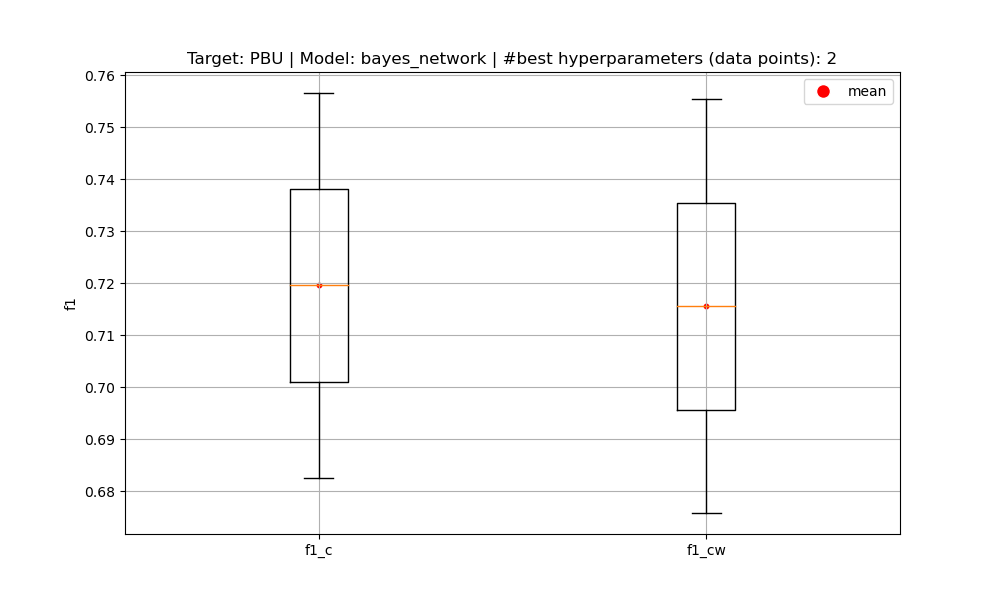 Target: PBU | Model: bayes_network | #best hyperparameters (data points): 2
mean
0.76
0.75
0.74
0.73
0.72
0.71
0.70
0.69
0.68
f1
f1_c
f1_cw